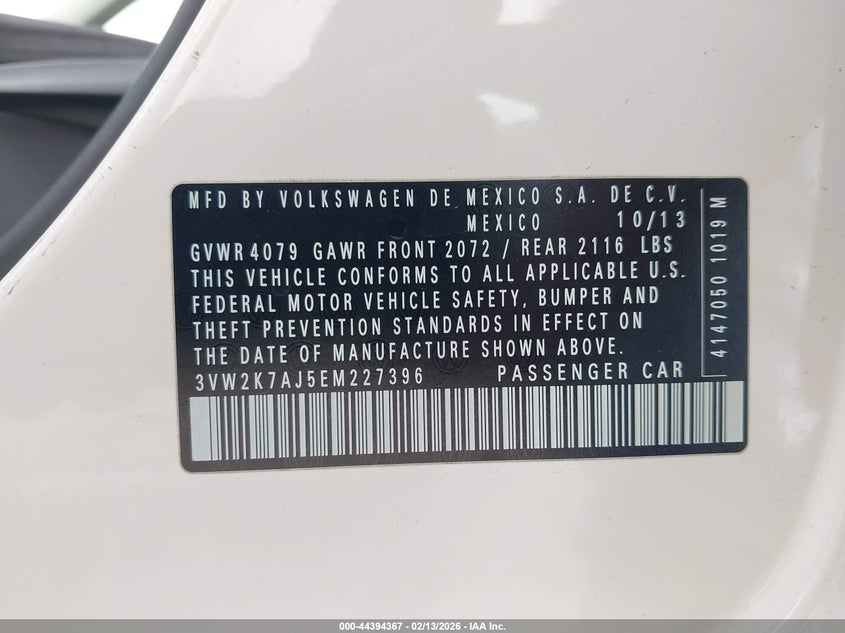 MFD BY VOLKSWAGEN DE MEXICO S.A. DE C.V.
MEXICO 10/13
GVWR 4079 GAWR FRONT 2072 / REAR 2116 LBS
THIS VEHICLE CONFORMS TO ALL APPLICABLE U.S.
FEDERAL MOTOR VEHICLE SAFETY, BUMPER AND
THEFT PREVENTION STANDARDS IN EFFECT ON
THE DATE OF MANUFACTURE SHOWN ABOVE.
3VW2K7AJ5EM227396 PASSENGER CAR
4147050 1019 M
000-44394367 - 02/13/2026 - IAA Inc.